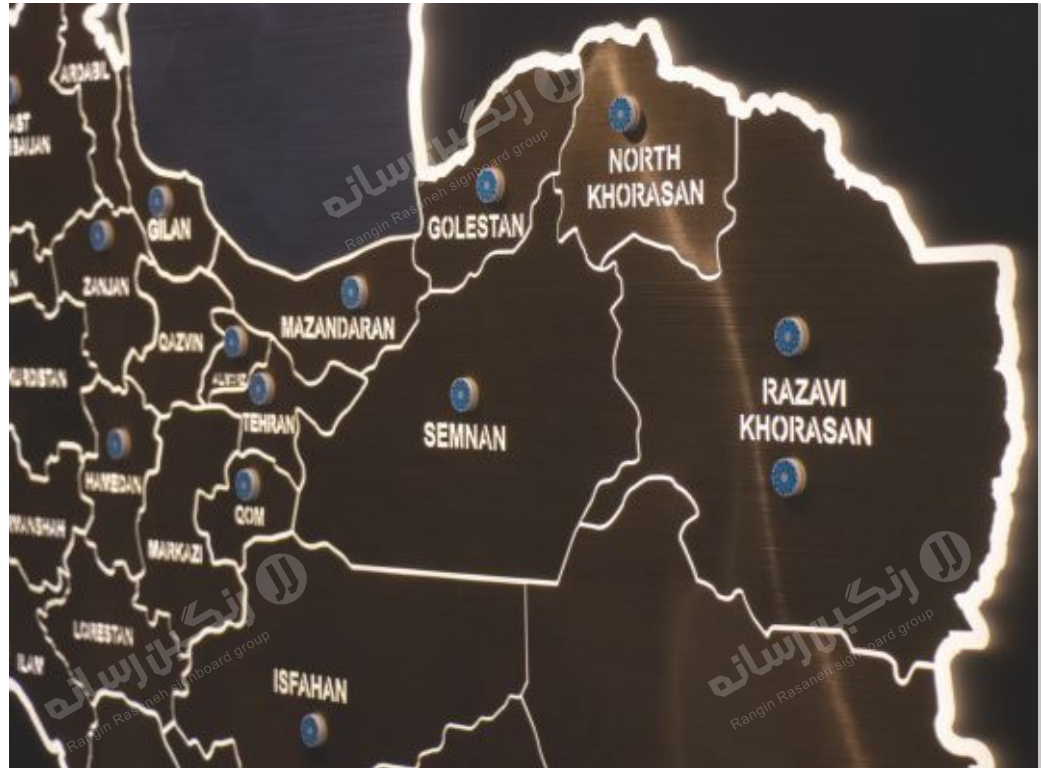 ARDABIL
رنگین رسانه
Rangin Rasaneh signboard group
NORTH
KHORASAN
GOLESTAN
GILAN
ZANJAN
MAZANDARAN
QAZVIN
RAZAVI
KHORASAN
TEHRAN
SEMNAN
HAMEDAN
QOM
MARKAZI
رنگین رسانه
Rangin Rasaneh signboard group
رنگین رسانه
Rangin Rasaneh signboard group
LORESTAN
ILAM
ISFAHAN